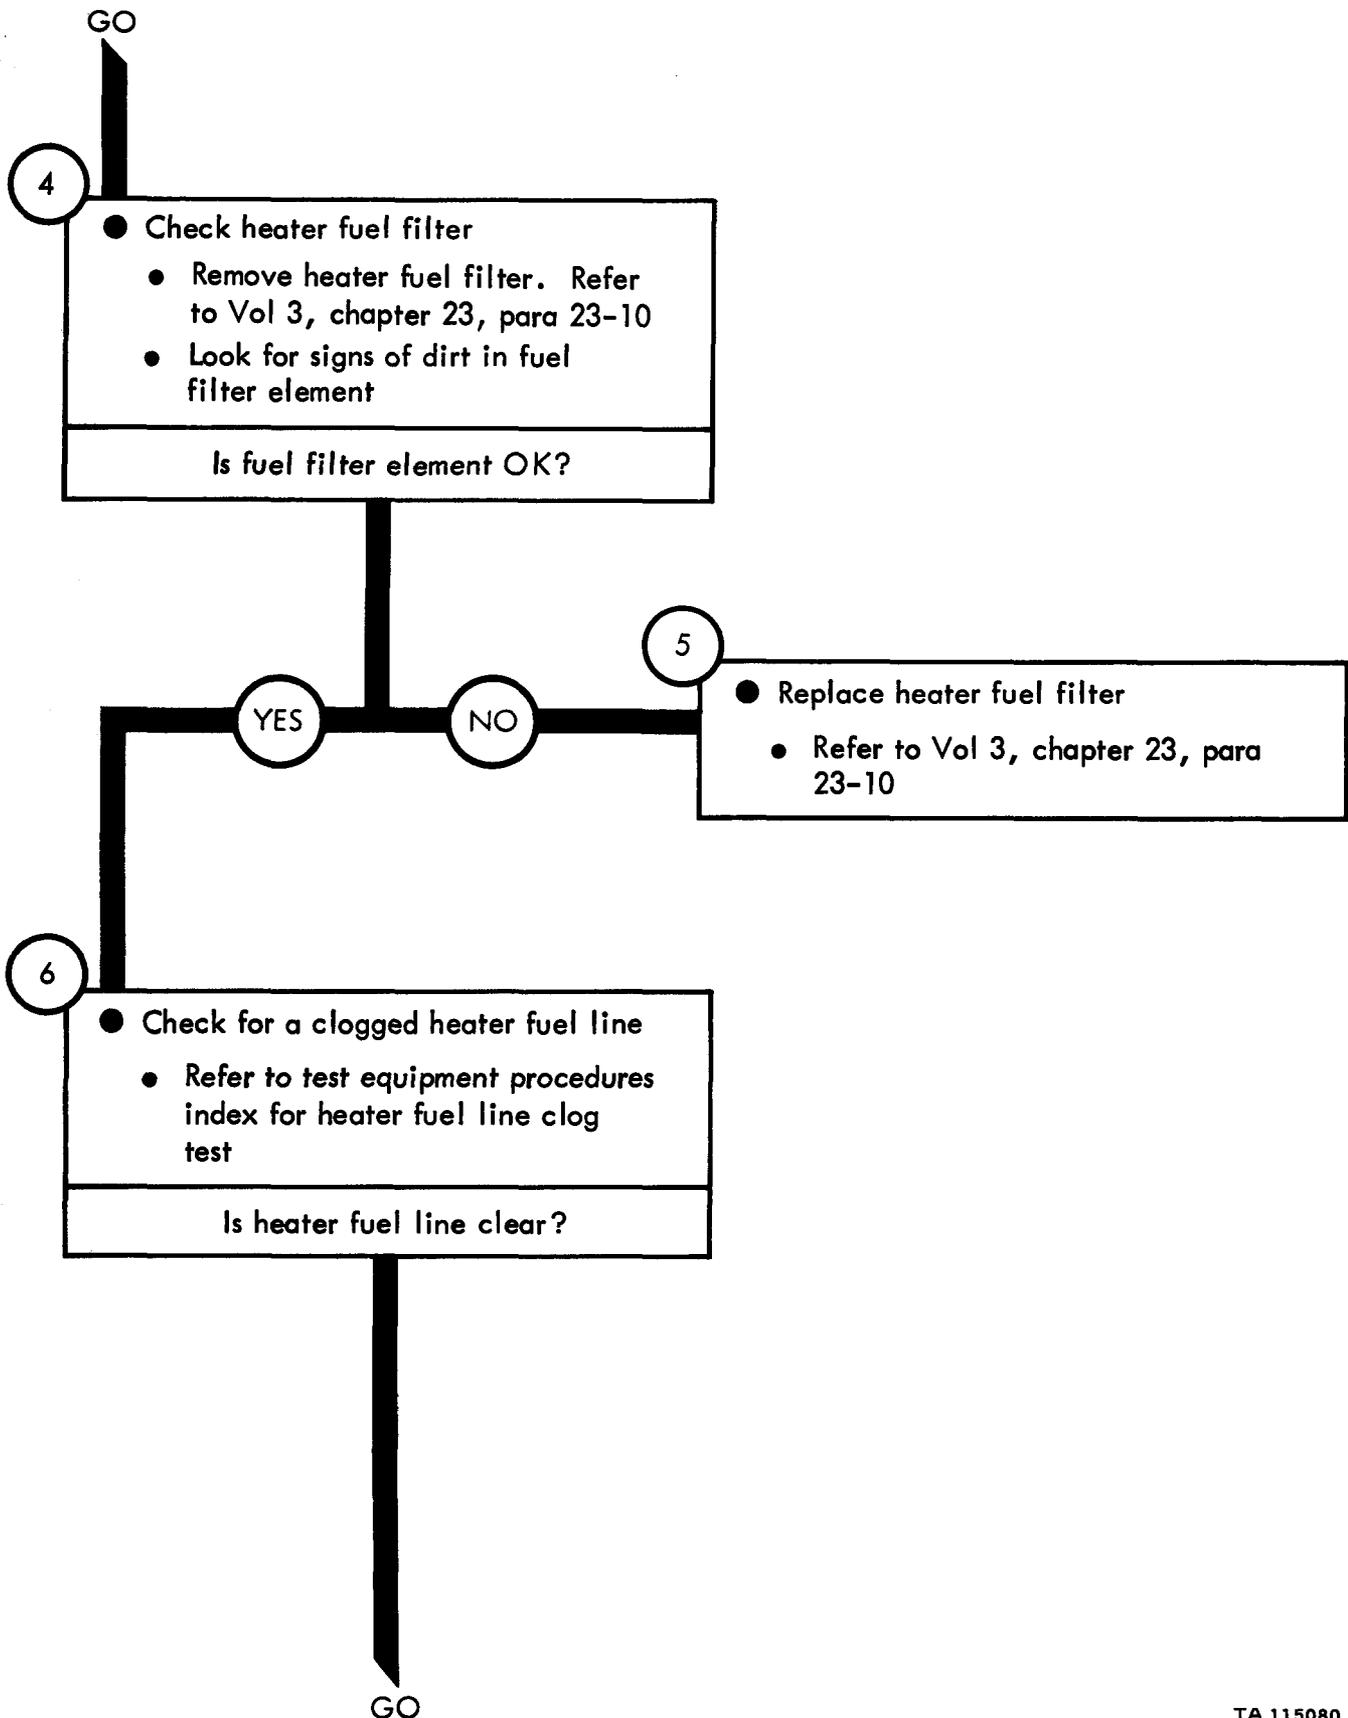 GO
4
● Check heater fuel filter
● Remove heater fuel filter. Refer
to Vol 3, chapter 23, para 23-10
● Look for signs of dirt in fuel
filter element
Is fuel filter element OK?
YES
NO
5
● Replace heater fuel filter
● Refer to Vol 3, chapter 23, para
23-10
6
● Check for a clogged heater fuel line
● Refer to test equipment procedures
index for heater fuel line clog
test
Is heater fuel line clear?
GO
TA 115080